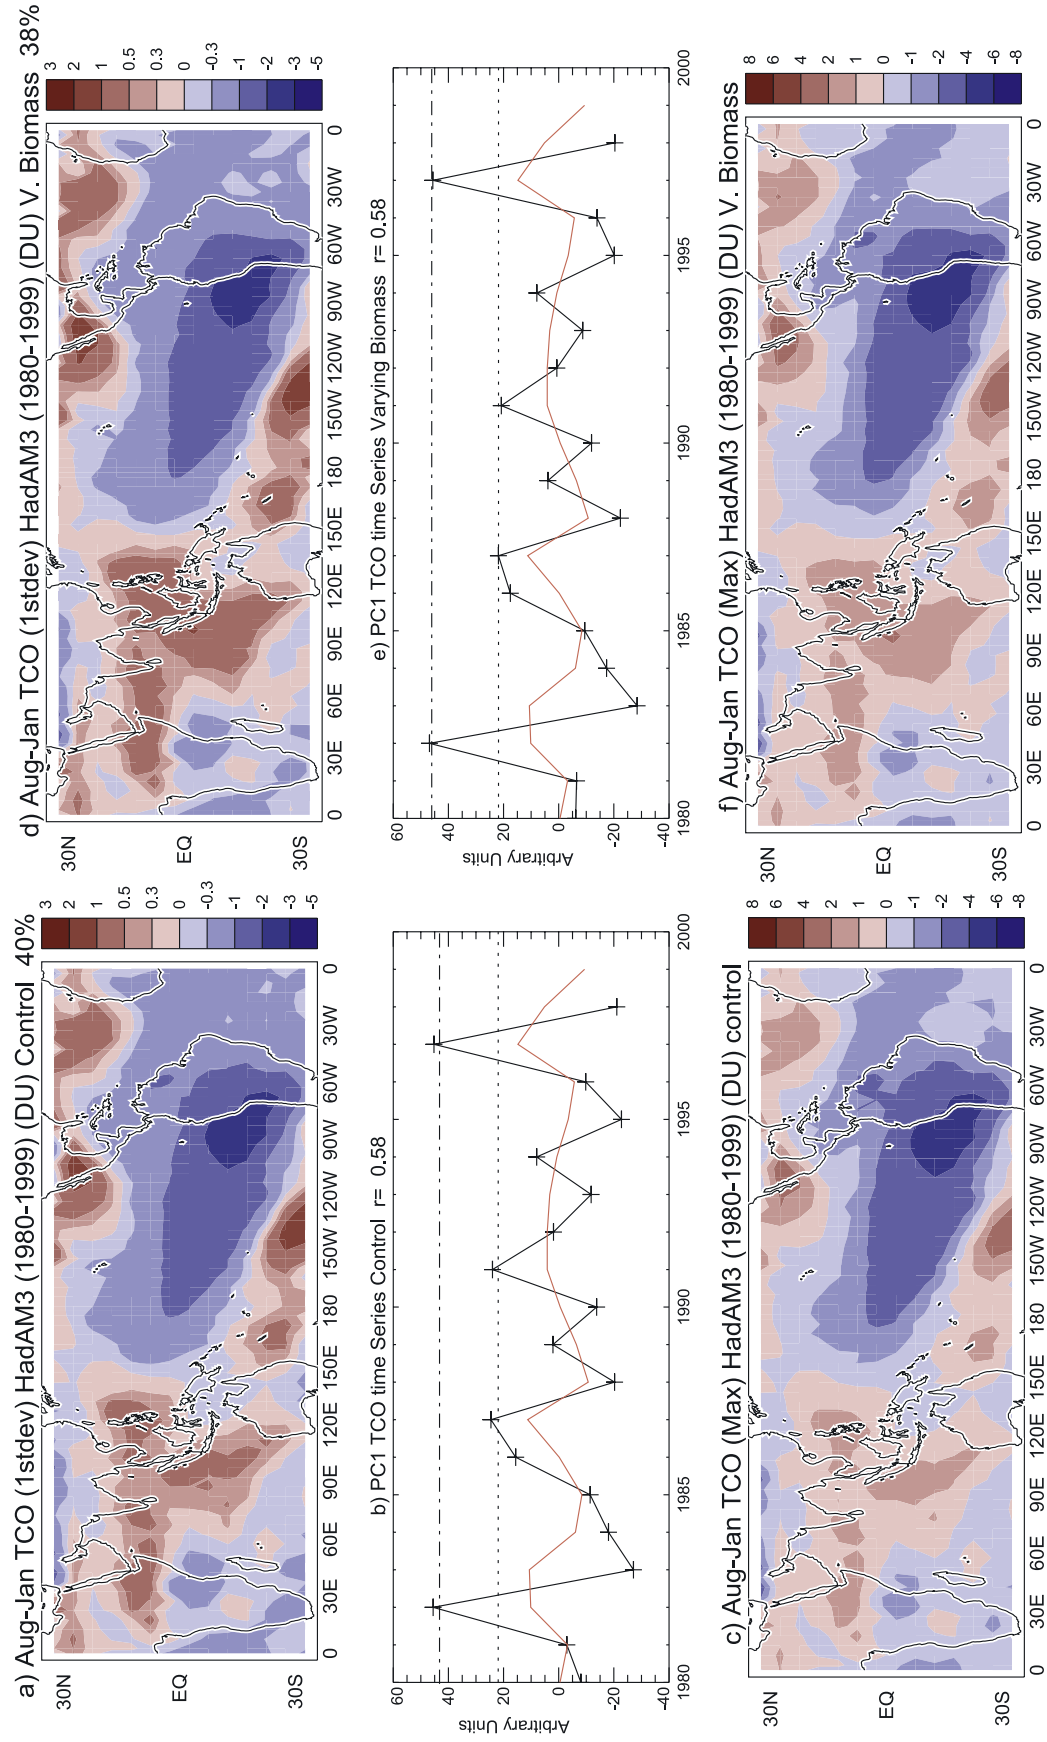 a) Aug-Jan TCO (1stdev) HadAM3 (1980-1999) (DU) Control 40%
30N
EQ
30S
0 30E 60E 90E 120E 150E 180 150W 120W 90W 60W 30W 0
3
2
1
0.5
0.3
0
-0.3
-1
-2
-3
-5
b) PC1 TCO time Series Control r= 0.58
Arbitrary Units
60
40
20
0
-20
-40
1980 1985 1990 1995 2000
c) Aug-Jan TCO (Max) HadAM3 (1980-1999) (DU) control
30N
EQ
30S
0 30E 60E 90E 120E 150E 180 150W 120W 90W 60W 30W 0
8
6
4
2
1
0
-1
-2
-4
-6
-8
d) Aug-Jan TCO (1stdev) HadAM3 (1980-1999) (DU) V. Biomass 38%
30N
EQ
30S
0 30E 60E 90E 120E 150E 180 150W 120W 90W 60W 30W 0
3
2
1
0.5
0.3
0
-0.3
-1
-2
-3
-5
e) PC1 TCO time Series Varying Biomass r= 0.58
Arbitrary Units
60
40
20
0
-20
-40
1980 1985 1990 1995 2000
f) Aug-Jan TCO (Max) HadAM3 (1980-1999) (DU) V. Biomass
30N
EQ
30S
0 30E 60E 90E 120E 150E 180 150W 120W 90W 60W 30W 0
8
6
4
2
1
0
-1
-2
-4
-6
-8